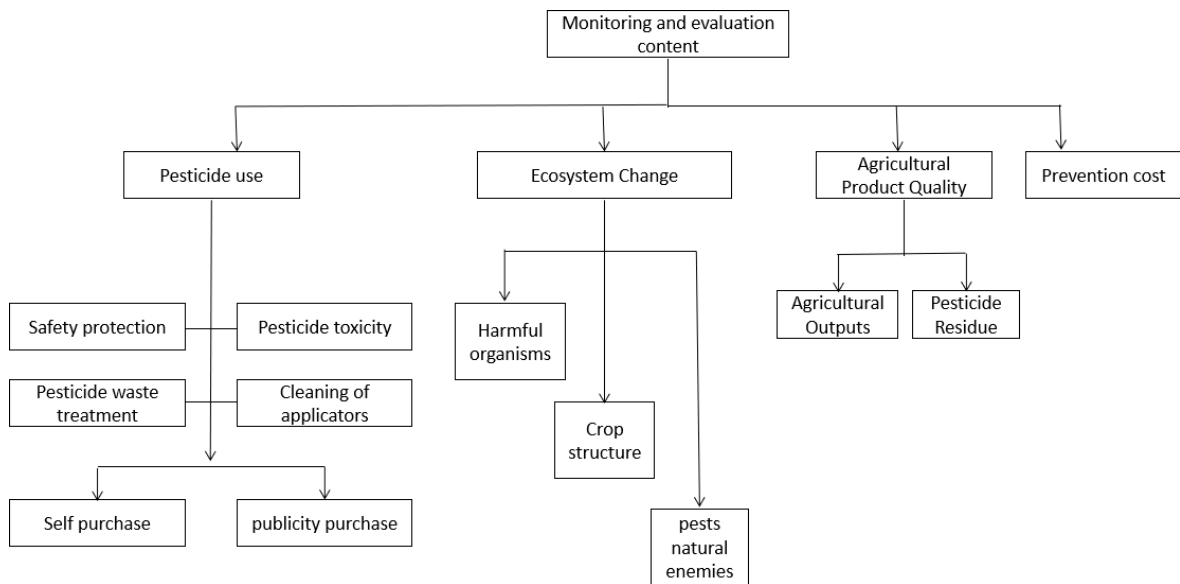 Monitoring and evaluation
content
Pesticide use
Ecosystem Change
Agricultural
Product Quality
Prevention cost
Safety protection
Pesticide toxicity
Pesticide waste
treatment
Cleaning of
applicators
Self purchase
publicity purchase
Harmful
organisms
Crop
structure
pests
natural
enemies
Agricultural
Outputs
Pesticide
Residue